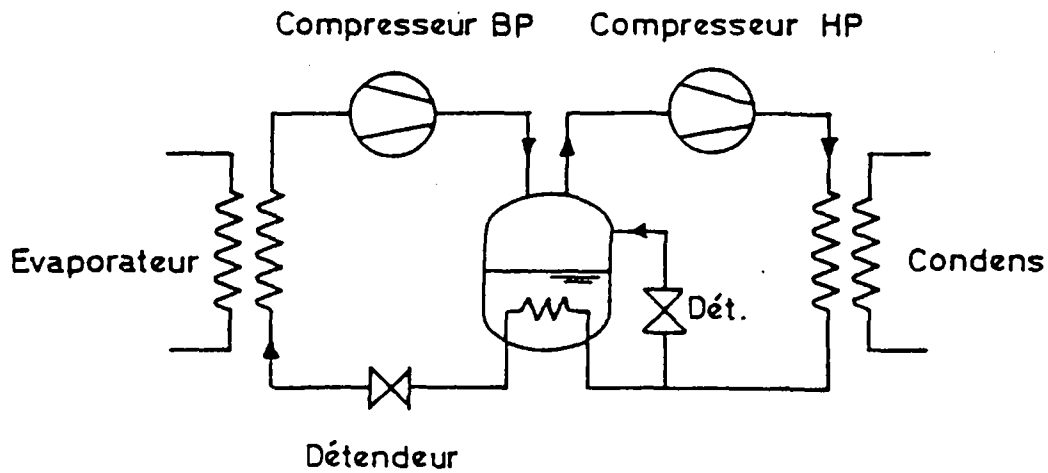 Compresseur BP
Compresseur HP
Evaporateur
Condens
Dét.
Détendeur